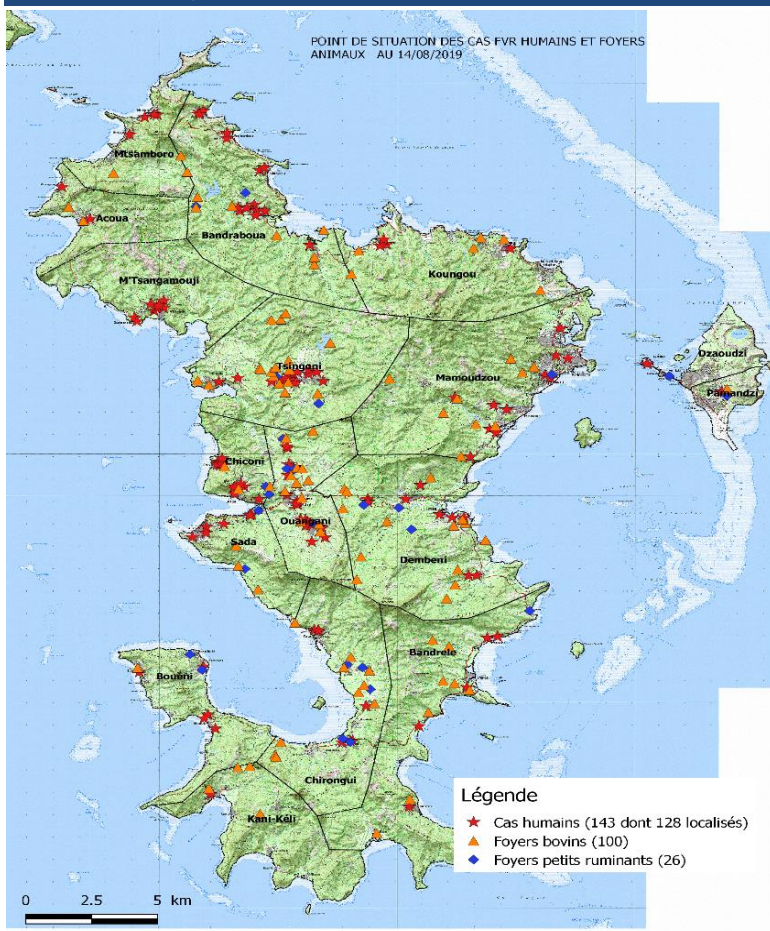 POINT DE SITUATION DES CAS FVR HUMAINS ET FOYERS
ANIMAUX AU 14/08/2019
Mtsamboro
Acoua
Bandraboua
M'Tsangamouji
Koungou
Dzaoudzi
Tsingoni
Mamoudzou
Pamandzi
Chiconi
Ouangani
Sada
Dembeni
Bandrele
Bouéni
Chirongui
Kani-Kéli
Légende
Cas humains (143 dont 128 localisés)
Foyers bovins (100)
Foyers petits ruminants (26)
0 2.5 5 km